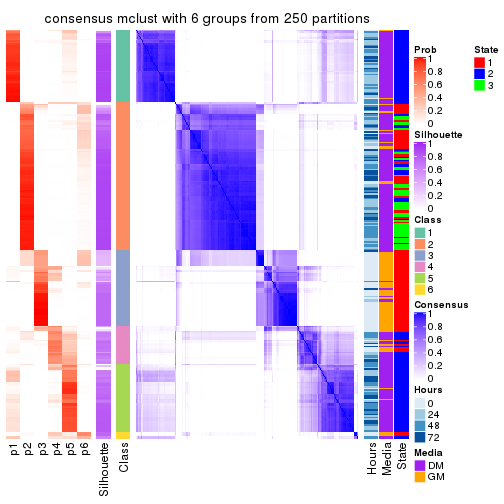 consensus mclust with 6 groups from 250 partitions
Prob
1
0.8
0.6
0.4
0.2
0
State
1
2
3
Silhouette
1
0.8
0.6
0.4
0.2
0
Class
1
2
3
4
5
6
Consensus
1
0.8
0.6
0.4
0.2
0
Hours
0
24
48
72
Media
DM
GM
p1
p2
p3
p4
p5
p6
Silhouette
Class
Hours
Media
State